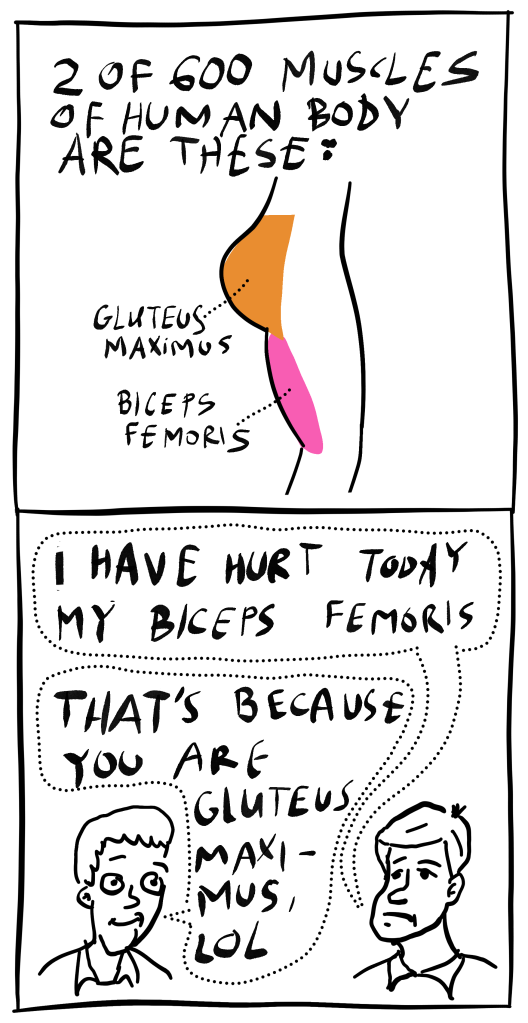 2 OF 600 MUSCLES
OF HUMAN BODY
ARE THESE:
GLUTEUS
MAXIMUS
BICEPS
FEMORIS
I HAVE HURT TODAY
MY BICEPS FEMORIS
THAT'S BECAUSE
YOU ARE
GLUTEUS
MAXI-
MUS,
LOL